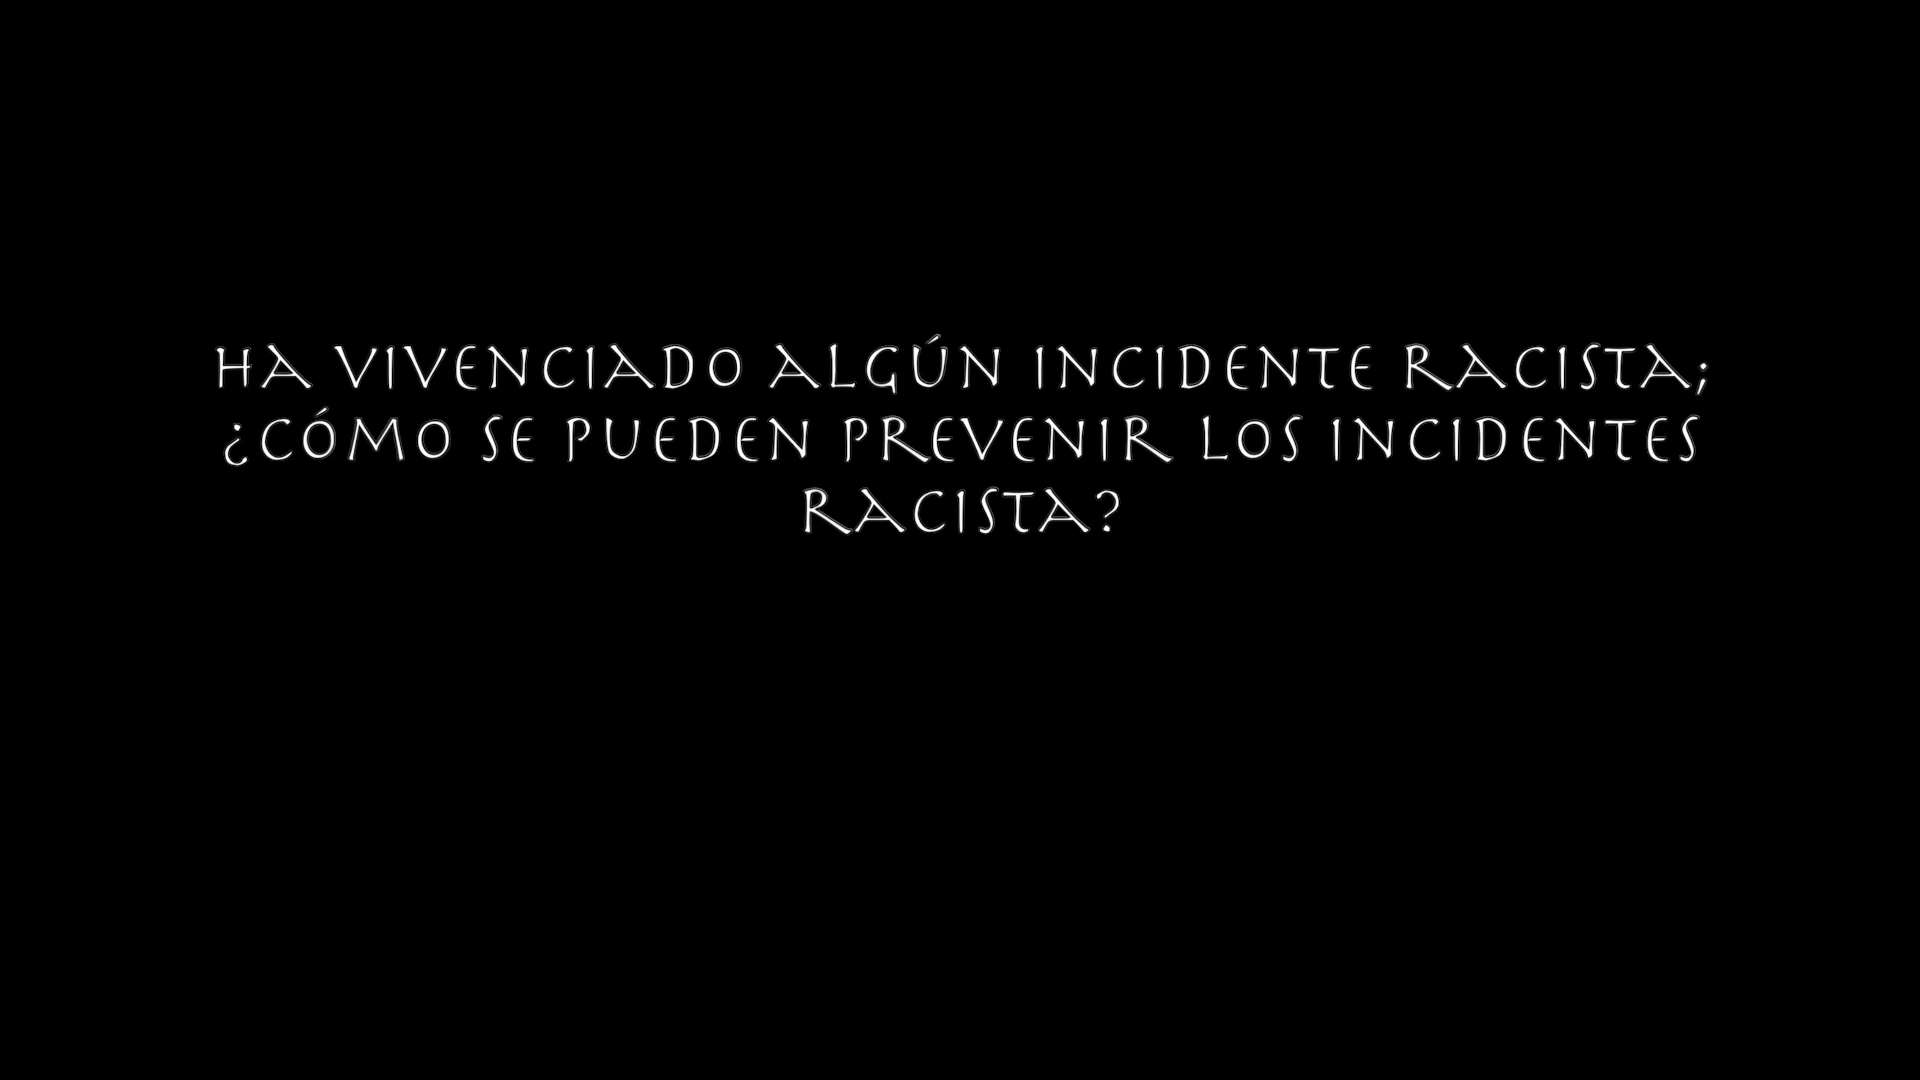 HA VIVENCIADO ALGÚN INCIDENTE RACISTA;
¿CÓMO SE PUEDEN PREVENIR LOS INCIDENTES
RACISTA?